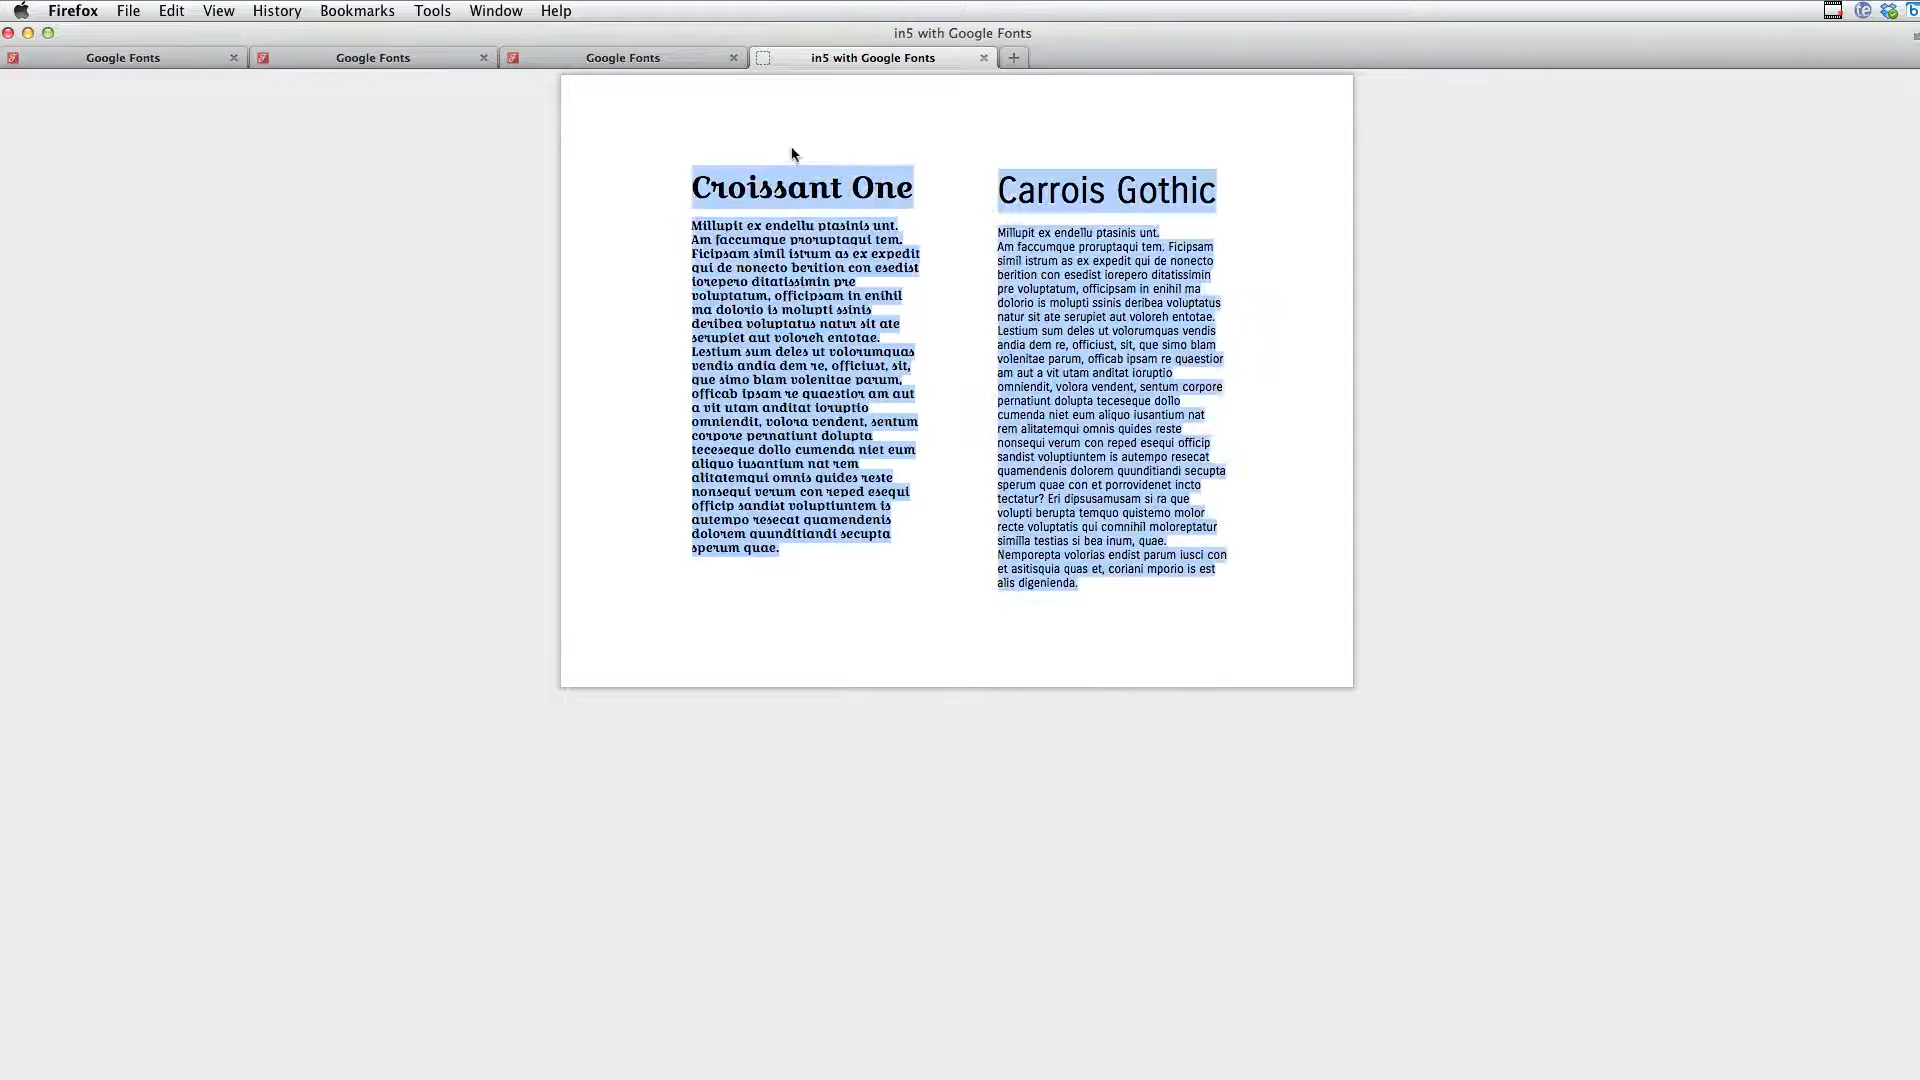 Firefox File Edit View History Bookmarks Tools Window Help
in5 with Google Fonts
Google Fonts Google Fonts Google Fonts in5 with Google Fonts
Croissant One
Millupit ex endellu ptasinis unt.
Am faccumque proruptaqui tem.
Ficipsam simil istrum as ex expedit
qui de nonecto berition con esedist
iorepero ditatissimin pre
voluptatum, officipsam in enihil
ma dolorio is molupti ssinis
deribea voluptatus natur sit ate
serupiet aut voloreh entotae.
Lestium sum deles ut volorumquas
vendis andia dem re, officiust, sit,
que simo blam volenitae parum,
officab ipsam re quaestior am aut
a vit utam anditat ioruptio
omniendit, volora vendent, sentum
corpore pernatiunt dolupta
teceseque dollo cumenda niet eum
aliquo iusantium nat rem
alitatemqui omnis quides reste
nonsequi verum con reped esequi
officip sandist voluptiuntem is
autempo resecat quamendenis
dolorem quunditiandi secupta
sperum quae.
Carrois Gothic
Millupit ex endellu ptasinis unt.
Am faccumque proruptaqui tem. Ficipsam
simil istrum as ex expedit qui de nonecto
berition con esedist iorepero ditatissimin
pre voluptatum, officipsam in enihil ma
dolorio is molupti ssinis deribea voluptatus
natur sit ate serupiet aut voloreh entotae.
Lestium sum deles ut volorumquas vendis
andia dem re, officiust, sit, que simo blam
volenitae parum, officab ipsam re quaestior
am aut a vit utam anditat ioruptio
omniendit, volora vendent, sentum corpore
pernatiunt dolupta teceseque dollo
cumenda niet eum aliquo iusantium nat
rem alitatemqui omnis quides reste
nonsequi verum con reped esequi officip
sandist voluptiuntem is autempo resecat
quamendenis dolorem quunditiandi secupta
sperum quae con et porrovidenet incto
tectatur? Eri dipsusamusam si ra que
volupti berupta temquo quistemo molor
recte voluptatis qui comnihil moloreptatur
similla testias si bea inum, quae.
Nemporepta volorias endist parum iusci con
et asitisquia quas et, coriani mporio is est
alis digenienda.